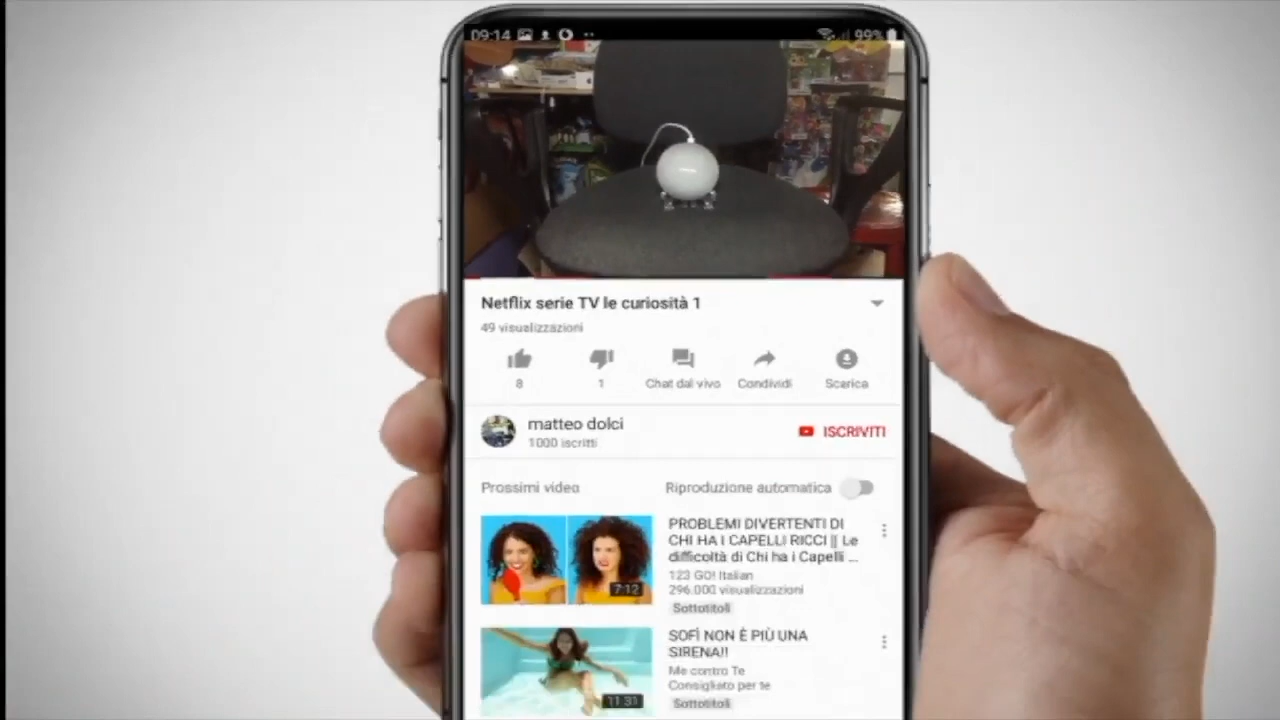 09:14
99%
Netflix serie TV le curiosità 1
49 visualizzazioni
8
1
Chat dal vivo
Condividi
Scarica
matteo dolci
1000 iscritti
ISCRIVITI
Prossimi video
Riproduzione automatica
PROBLEMI DIVERTENTI DI
CHI HA I CAPELLI RICCI || Le
difficoltà di Chi ha i Capelli ...
123 GO! Italian
296.000 visualizzazioni
Sottotitoli
7:12
SOFÌ NON È PIÙ UNA
SIRENA!!
Me contro Te
Consigliato per te
Sottotitoli
11:31